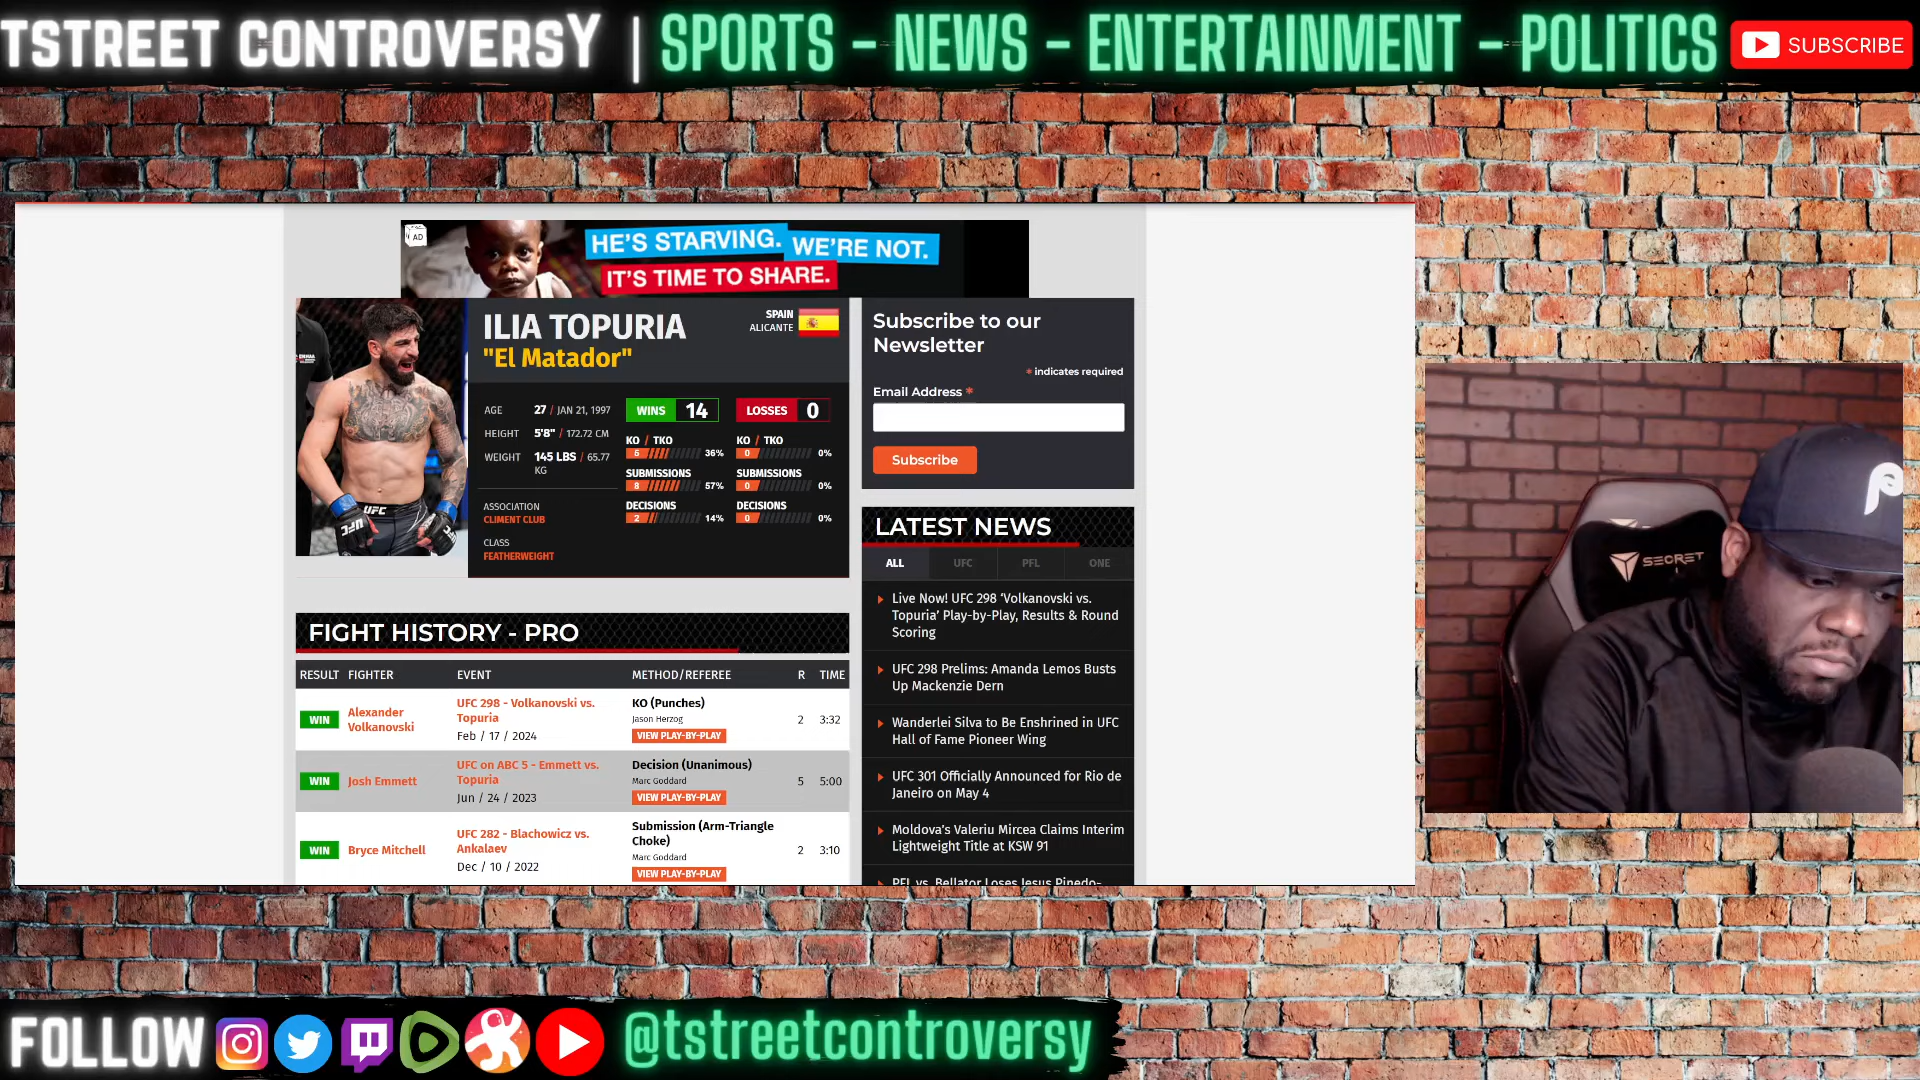 TSTREET CONTROVERSY | SPORTS - NEWS - ENTERTAINMENT - POLITICS
SUBSCRIBE
AD
HE'S STARVING. WE'RE NOT.
IT'S TIME TO SHARE.
ILIA TOPURIA
"El Matador"
SPAIN
ALICANTE
AGE 27 / JAN 21, 1997
HEIGHT 5'8" / 172.72 CM
WEIGHT 145 LBS / 65.77
KG
ASSOCIATION
CLIMENT CLUB
CLASS
FEATHERWEIGHT
WINS 14
KO / TKO
5 36%
SUBMISSIONS
8 57%
DECISIONS
2 14%
LOSSES 0
KO / TKO
0 0%
SUBMISSIONS
0 0%
DECISIONS
0 0%
UFC
UFC
FIGHT HISTORY - PRO
RESULT FIGHTER EVENT METHOD/REFEREE R TIME
WIN
Alexander
Volkanovski
UFC 298 - Volkanovski vs.
Topuria
Feb / 17 / 2024
KO (Punches)
Jason Herzog
VIEW PLAY-BY-PLAY
2 3:32
WIN
Josh Emmett
UFC on ABC 5 - Emmett vs.
Topuria
Jun / 24 / 2023
Decision (Unanimous)
Marc Goddard
VIEW PLAY-BY-PLAY
5 5:00
WIN
Bryce Mitchell
UFC 282 - Blachowicz vs.
Ankalaev
Dec / 10 / 2022
Submission (Arm-Triangle
Choke)
Marc Goddard
VIEW PLAY-BY-PLAY
2 3:10
Subscribe to our
Newsletter
* indicates required
Email Address *
Subscribe
LATEST NEWS
ALL UFC PFL ONE
Live Now! UFC 298 'Volkanovski vs.
Topuria' Play-by-Play, Results & Round
Scoring
UFC 298 Prelims: Amanda Lemos Busts
Up Mackenzie Dern
Wanderlei Silva to Be Enshrined in UFC
Hall of Fame Pioneer Wing
UFC 301 Officially Announced for Rio de
Janeiro on May 4
Moldova's Valeriu Mircea Claims Interim
Lightweight Title at KSW 91
PFL vs. Bellator Loses Jesus Pinedo-
SECRET
P
FOLLOW @tstreetcontroversy